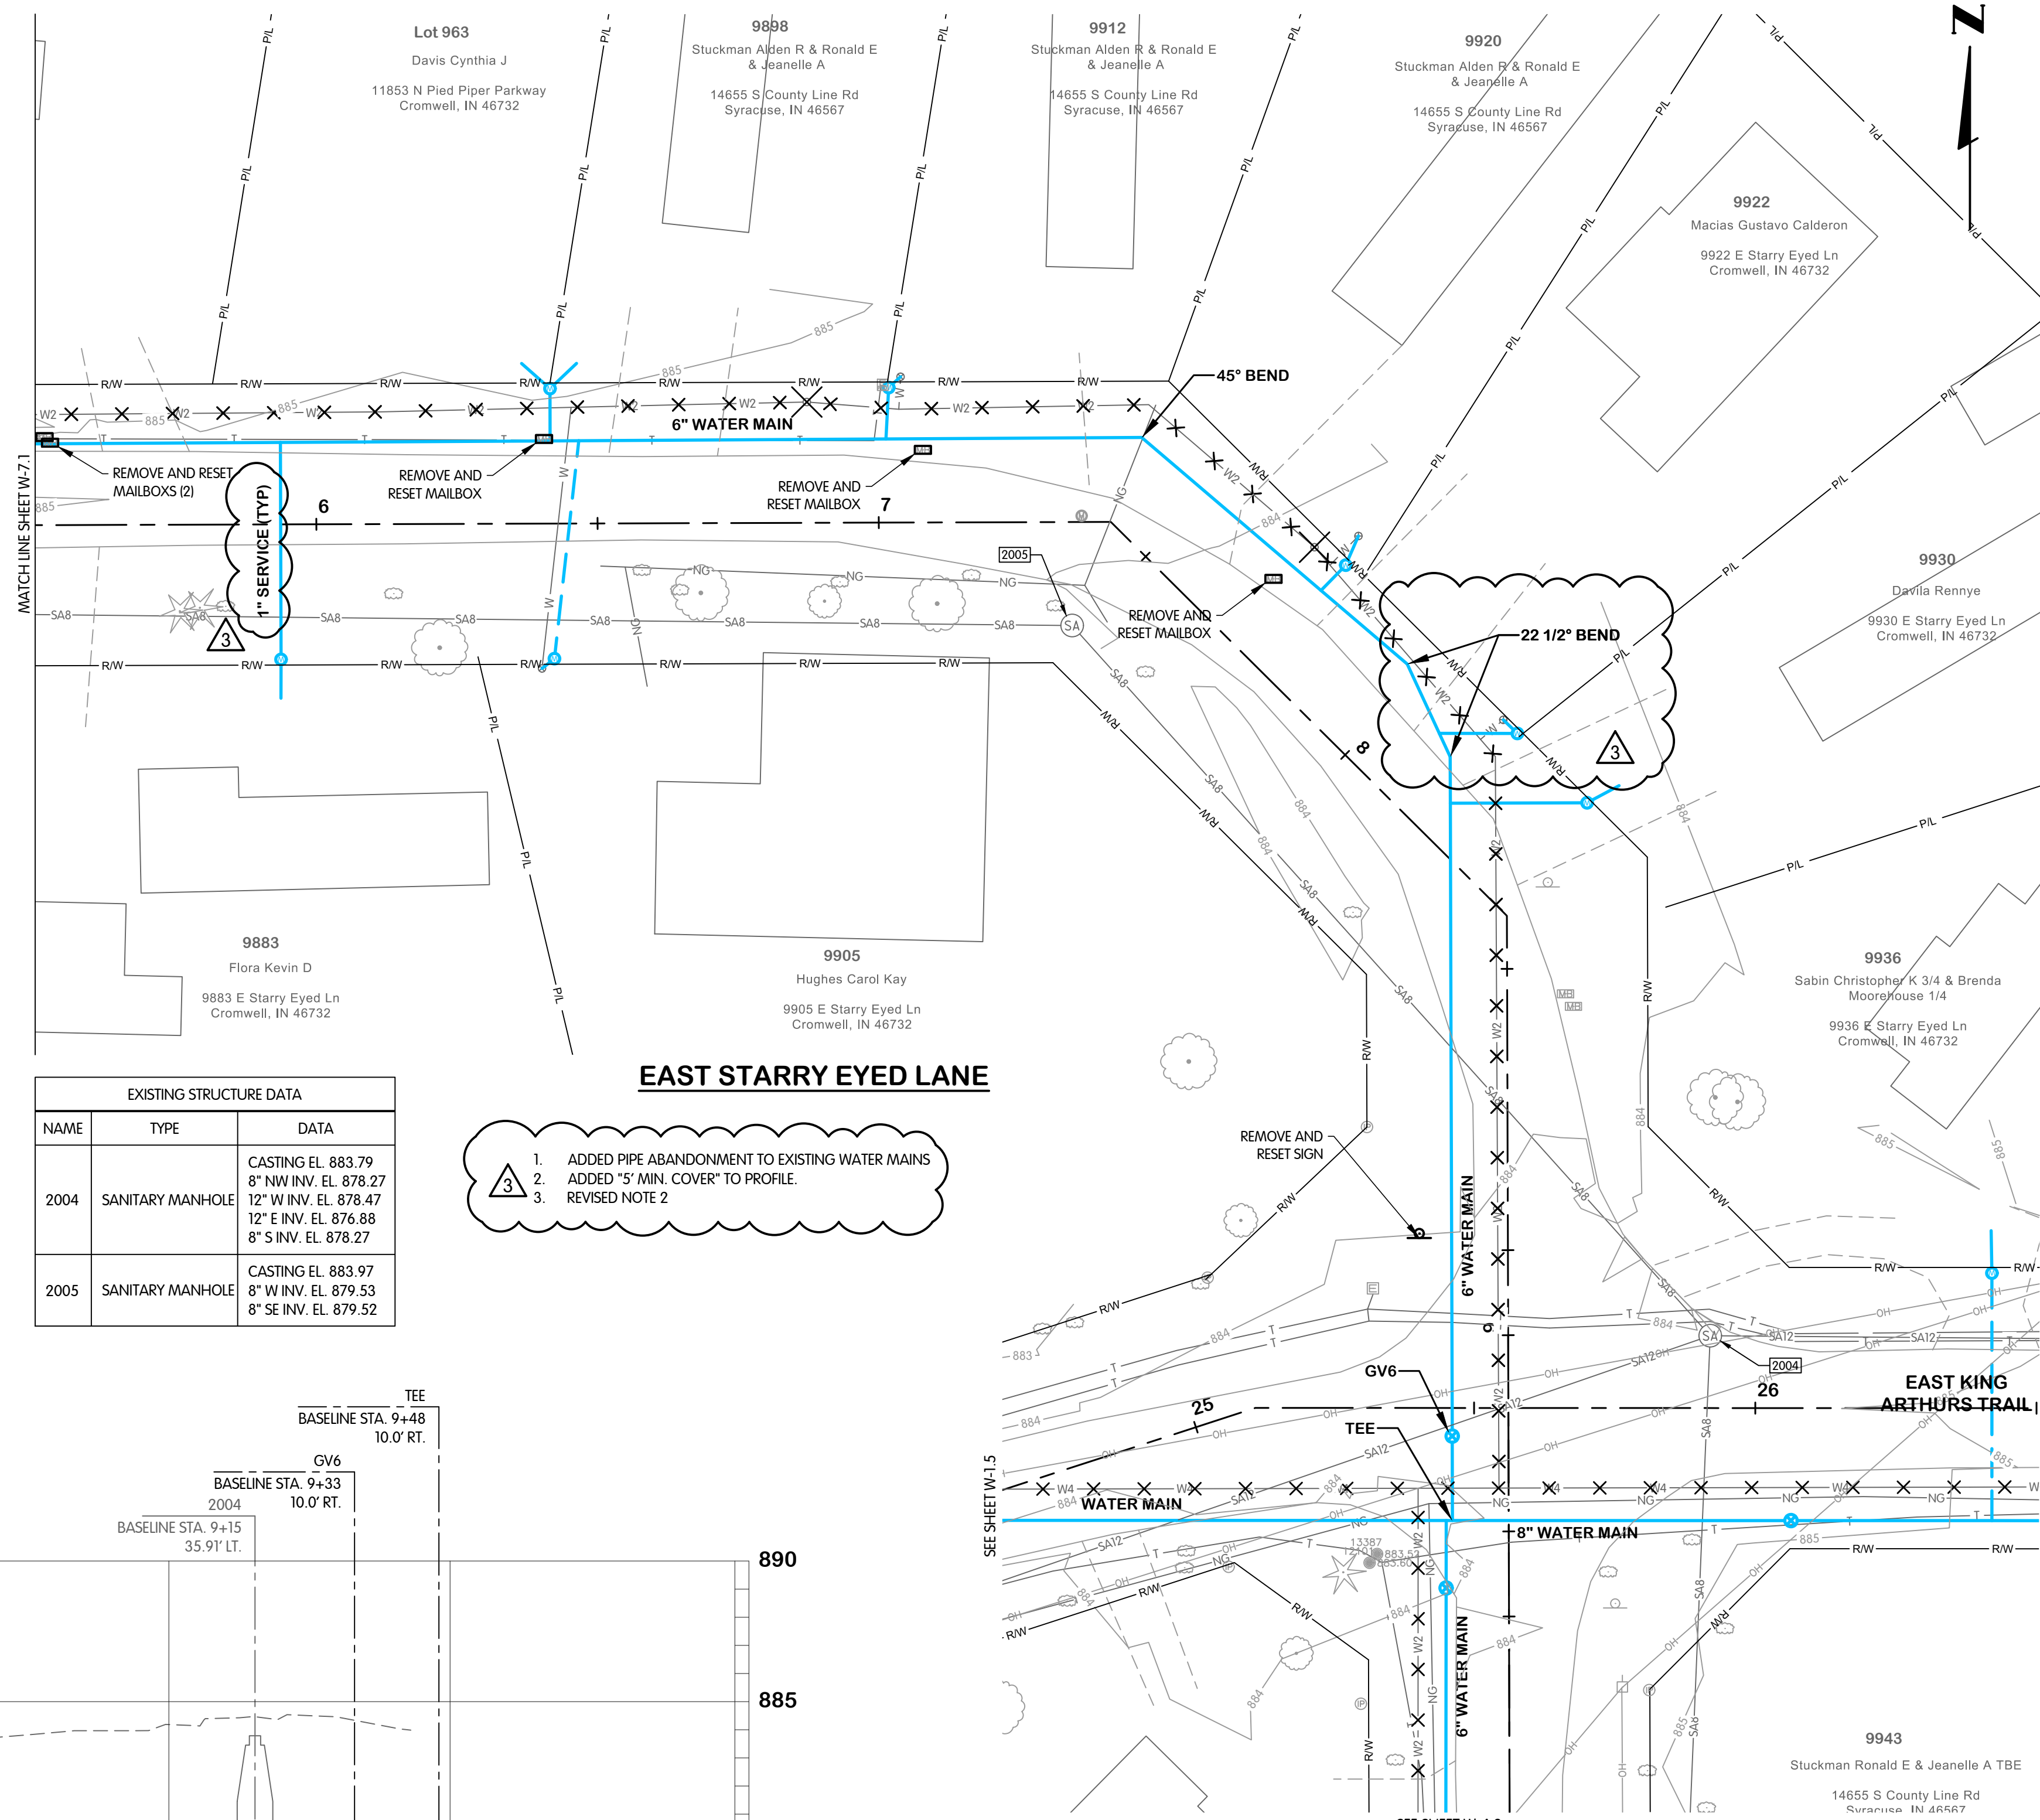 N
Lot 963
Davis Cynthia J
11853 N Pied Piper Parkway
Cromwell, IN 46732
9898
Stuckman Alden R & Ronald E
& Jeanelle A
14655 S County Line Rd
Syracuse, IN 46567
9912
Stuckman Alden R & Ronald E
& Jeanelle A
14655 S County Line Rd
Syracuse, IN 46567
9920
Stuckman Alden R & Ronald E
& Jeanelle A
14655 S County Line Rd
Syracuse, IN 46567
9922
Macias Gustavo Calderon
9922 E Starry Eyed Ln
Cromwell, IN 46732
9930
Davila Rennye
9930 E Starry Eyed Ln
Cromwell, IN 46732
45° BEND
6" WATER MAIN
MATCH LINE SHEET W-7.1
REMOVE AND RESET
MAILBOXS (2)
1" SERVICE (TYP)
3
6
REMOVE AND
RESET MAILBOX
REMOVE AND
RESET MAILBOX
7
2005
SA
REMOVE AND
RESET MAILBOX
22 1/2° BEND
3
8
9883
Flora Kevin D
9883 E Starry Eyed Ln
Cromwell, IN 46732
9905
Hughes Carol Kay
9905 E Starry Eyed Ln
Cromwell, IN 46732
9936
Sabin Christopher K 3/4 & Brenda
Moorehouse 1/4
9936 E Starry Eyed Ln
Cromwell, IN 46732
EAST STARRY EYED LANE
EXISTING STRUCTURE DATA
NAME TYPE DATA
2004 SANITARY MANHOLE
CASTING EL. 883.79
8" NW INV. EL. 878.27
12" W INV. EL. 878.47
12" E INV. EL. 876.88
8" S INV. EL. 878.27
2005 SANITARY MANHOLE
CASTING EL. 883.97
8" W INV. EL. 879.53
8" SE INV. EL. 879.52
3
1. ADDED PIPE ABANDONMENT TO EXISTING WATER MAINS
2. ADDED "5' MIN. COVER" TO PROFILE.
3. REVISED NOTE 2
REMOVE AND
RESET SIGN
6" WATER MAIN
9
GV6
TEE
25
26
SA
2004
EAST KING
ARTHURS TRAIL
SEE SHEET W-1.5
WATER MAIN
8" WATER MAIN
13387
883.52
883.60
6" WATER MAIN
9943
Stuckman Ronald E & Jeanelle A TBE
14655 S County Line Rd
Syracuse, IN 46567
TEE
BASELINE STA. 9+48
10.0' RT.
GV6
BASELINE STA. 9+33
10.0' RT.
2004
BASELINE STA. 9+15
35.91' LT.
890
885